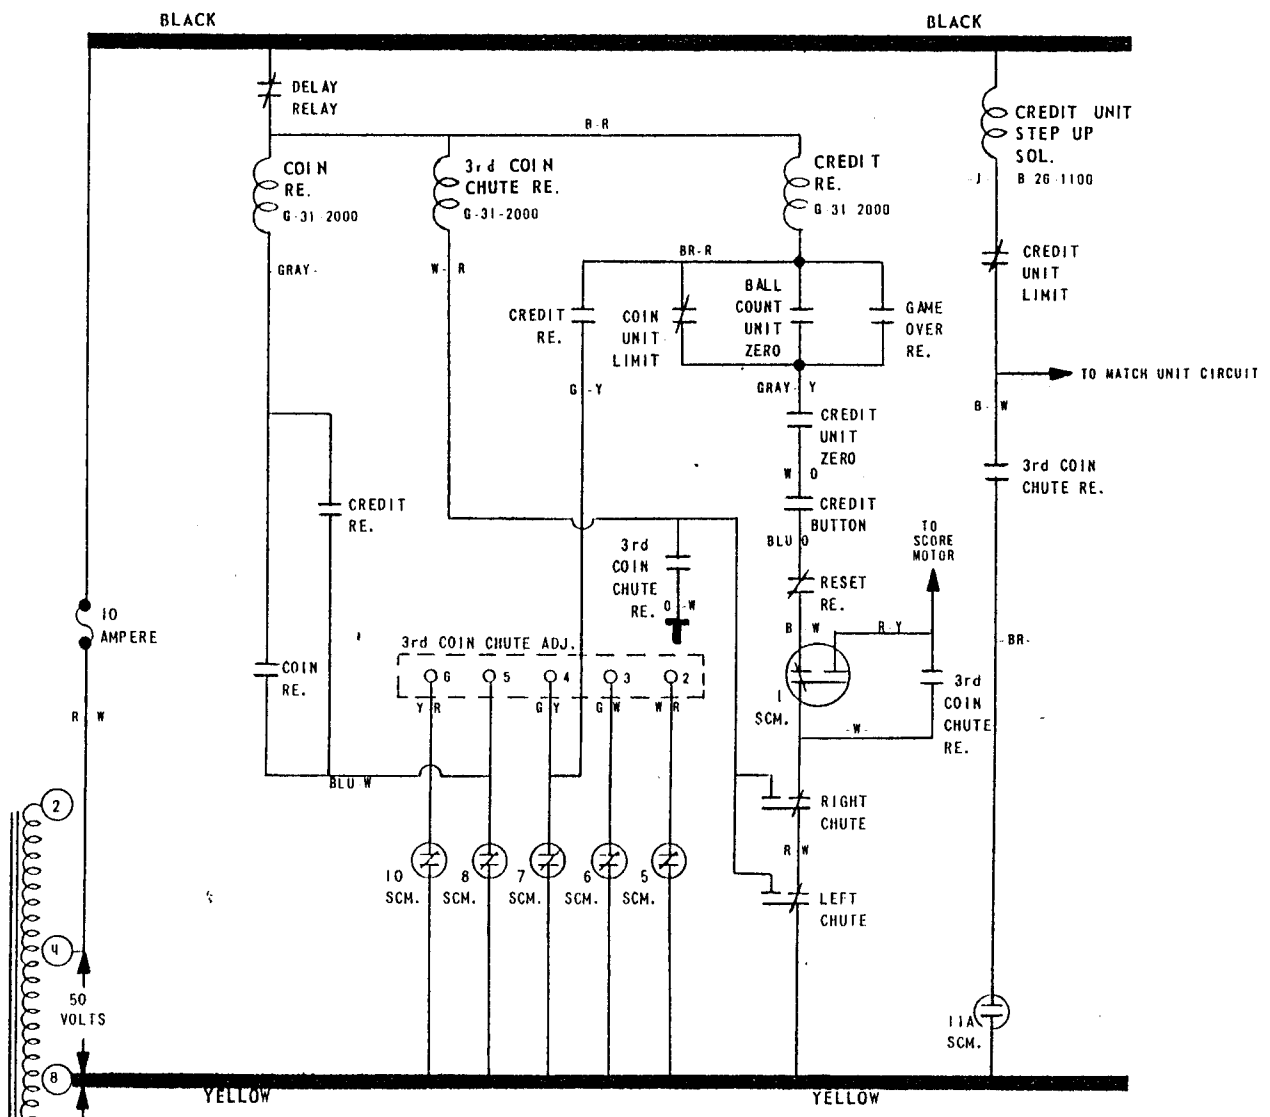 BLACK
BLACK
DELAY
RELAY
B-R
COIN
RE.
G-31-2000
3rd COIN
CHUTE RE.
G-31-2000
CREDIT
RE.
G 31 2000
CREDIT UNIT
STEP UP
SOL.
-J- B 26-1100
GRAY-
W- R
BR-R
CREDIT
UNIT
LIMIT
CREDIT
RE.
COIN
UNIT
LIMIT
BALL
COUNT
UNIT
ZERO
GAME
OVER
RE.
TO MATCH UNIT CIRCUIT
G -Y
GRAY- Y
B- W
CREDIT
UNIT
ZERO
3rd COIN
CHUTE RE.
W O
CREDIT
RE.
CREDIT
BUTTON
BLU O
TO
SCORE
MOTOR
3rd
COIN
CHUTE
RE.
O -W
RESET
RE.
10
AMPERE
B -W
R-Y
-BR-
3rd COIN CHUTE ADJ.
6 5 4 3 2
COIN
RE.
Y R
G Y
G W
W R
1
SCM.
3rd
COIN
CHUTE
RE.
R W
-W-
BLU W
2
RIGHT
CHUTE
R W
10
SCM.
8
SCM.
7
SCM.
6
SCM.
5
SCM.
LEFT
CHUTE
4
50
VOLTS
11A
SCM.
8
YELLOW
YELLOW